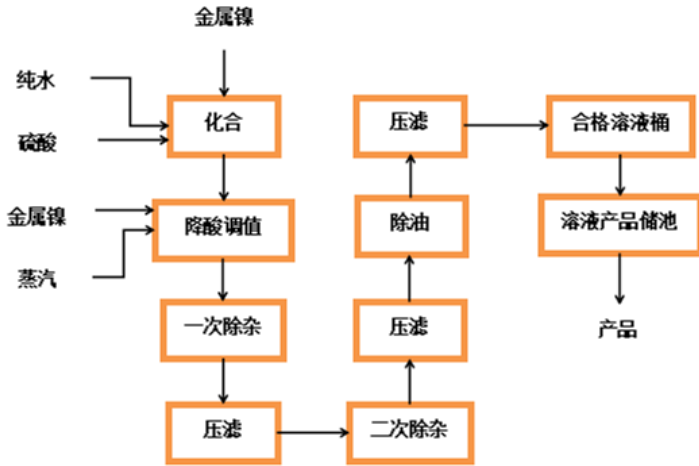 金属镍
纯水
硫酸
化合
金属镍
蒸汽
降酸调值
一次除杂
压滤
二次除杂
压滤
除油
压滤
合格溶液桶
溶液产品储池
产品